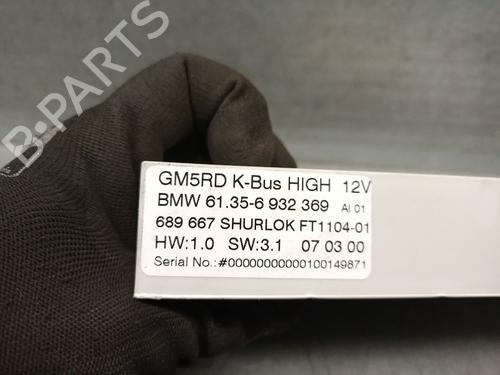 B-PARTS
GM5RD K-Bus HIGH 12V
BMW 61.35-6 932 369 AI 01
689 667 SHURLOK FT1104-01
HW:1.0 SW:3.1 07 03 00
Serial No.:#00000000000100149871